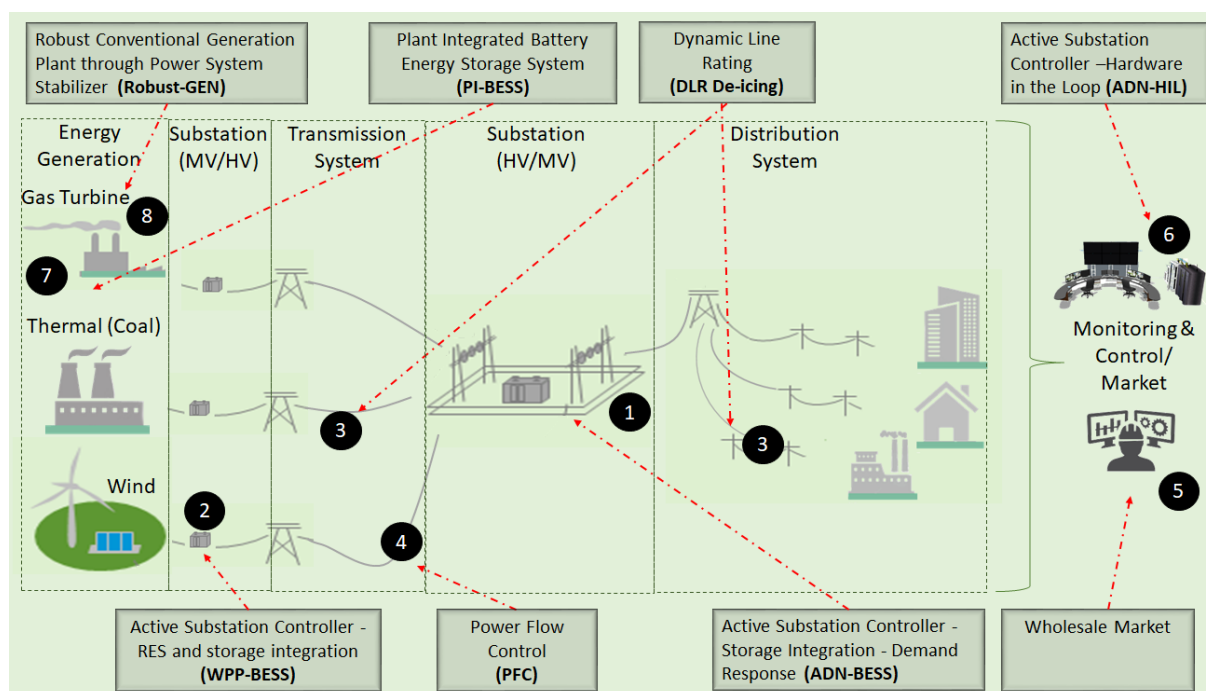 Robust Conventional Generation
Plant through Power System
Stabilizer (Robust-GEN)
Plant Integrated Battery
Energy Storage System
(PI-BESS)
Dynamic Line
Rating
(DLR De-icing)
Active Substation
Controller –Hardware
in the Loop (ADN-HIL)
Energy
Generation
Substation
(MV/HV)
Transmission
System
Substation
(HV/MV)
Distribution
System
Gas Turbine
8
7
6
Thermal (Coal)
Monitoring &
Control/
Market
3
1
3
Wind
2
4
5
Active Substation Controller -
RES and storage integration
(WPP-BESS)
Power Flow
Control
(PFC)
Active Substation Controller -
Storage Integration - Demand
Response (ADN-BESS)
Wholesale Market